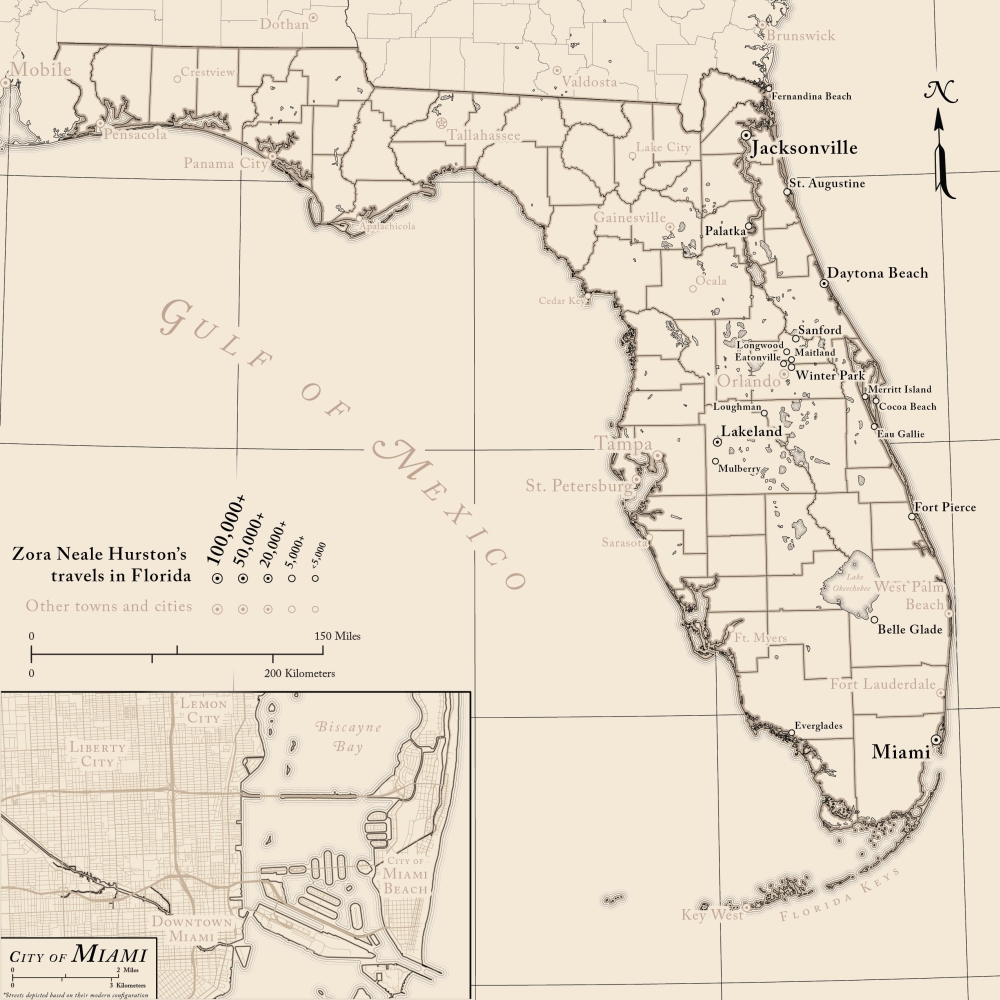 Dothan
Brunswick
Mobile
Crestview
Valdosta
N
Fernandina Beach
Pensacola
Tallahassee
Jacksonville
Lake City
Panama City
St. Augustine
Gainesville
Apalachicola
Palatka
Daytona Beach
Ocala
Cedar Key
GULF OF MEXICO
Sanford
Longwood
Maitland
Eatonville
Winter Park
Orlando
Merritt Island
Loughman
Cocoa Beach
Lakeland
Eau Gallie
Tampa
Mulberry
St. Petersburg
Fort Pierce
Sarasota
100,000+
50,000+
20,000+
5,000+
<5,000
Zora Neale Hurston's
travels in Florida
Other towns and cities
Lake
Okeechobee
West Palm
Beach
Belle Glade
0 150 Miles
0 200 Kilometers
Ft. Myers
Fort Lauderdale
Everglades
Miami
LEMON
CITY
Biscayne
Bay
LIBERTY
CITY
CITY OF
MIAMI
BEACH
Key West
FLORIDA KEYS
DOWNTOWN
MIAMI
CITY OF MIAMI
0 2 Miles
0 3 Kilometers
*Streets depicted based on their modern configuration